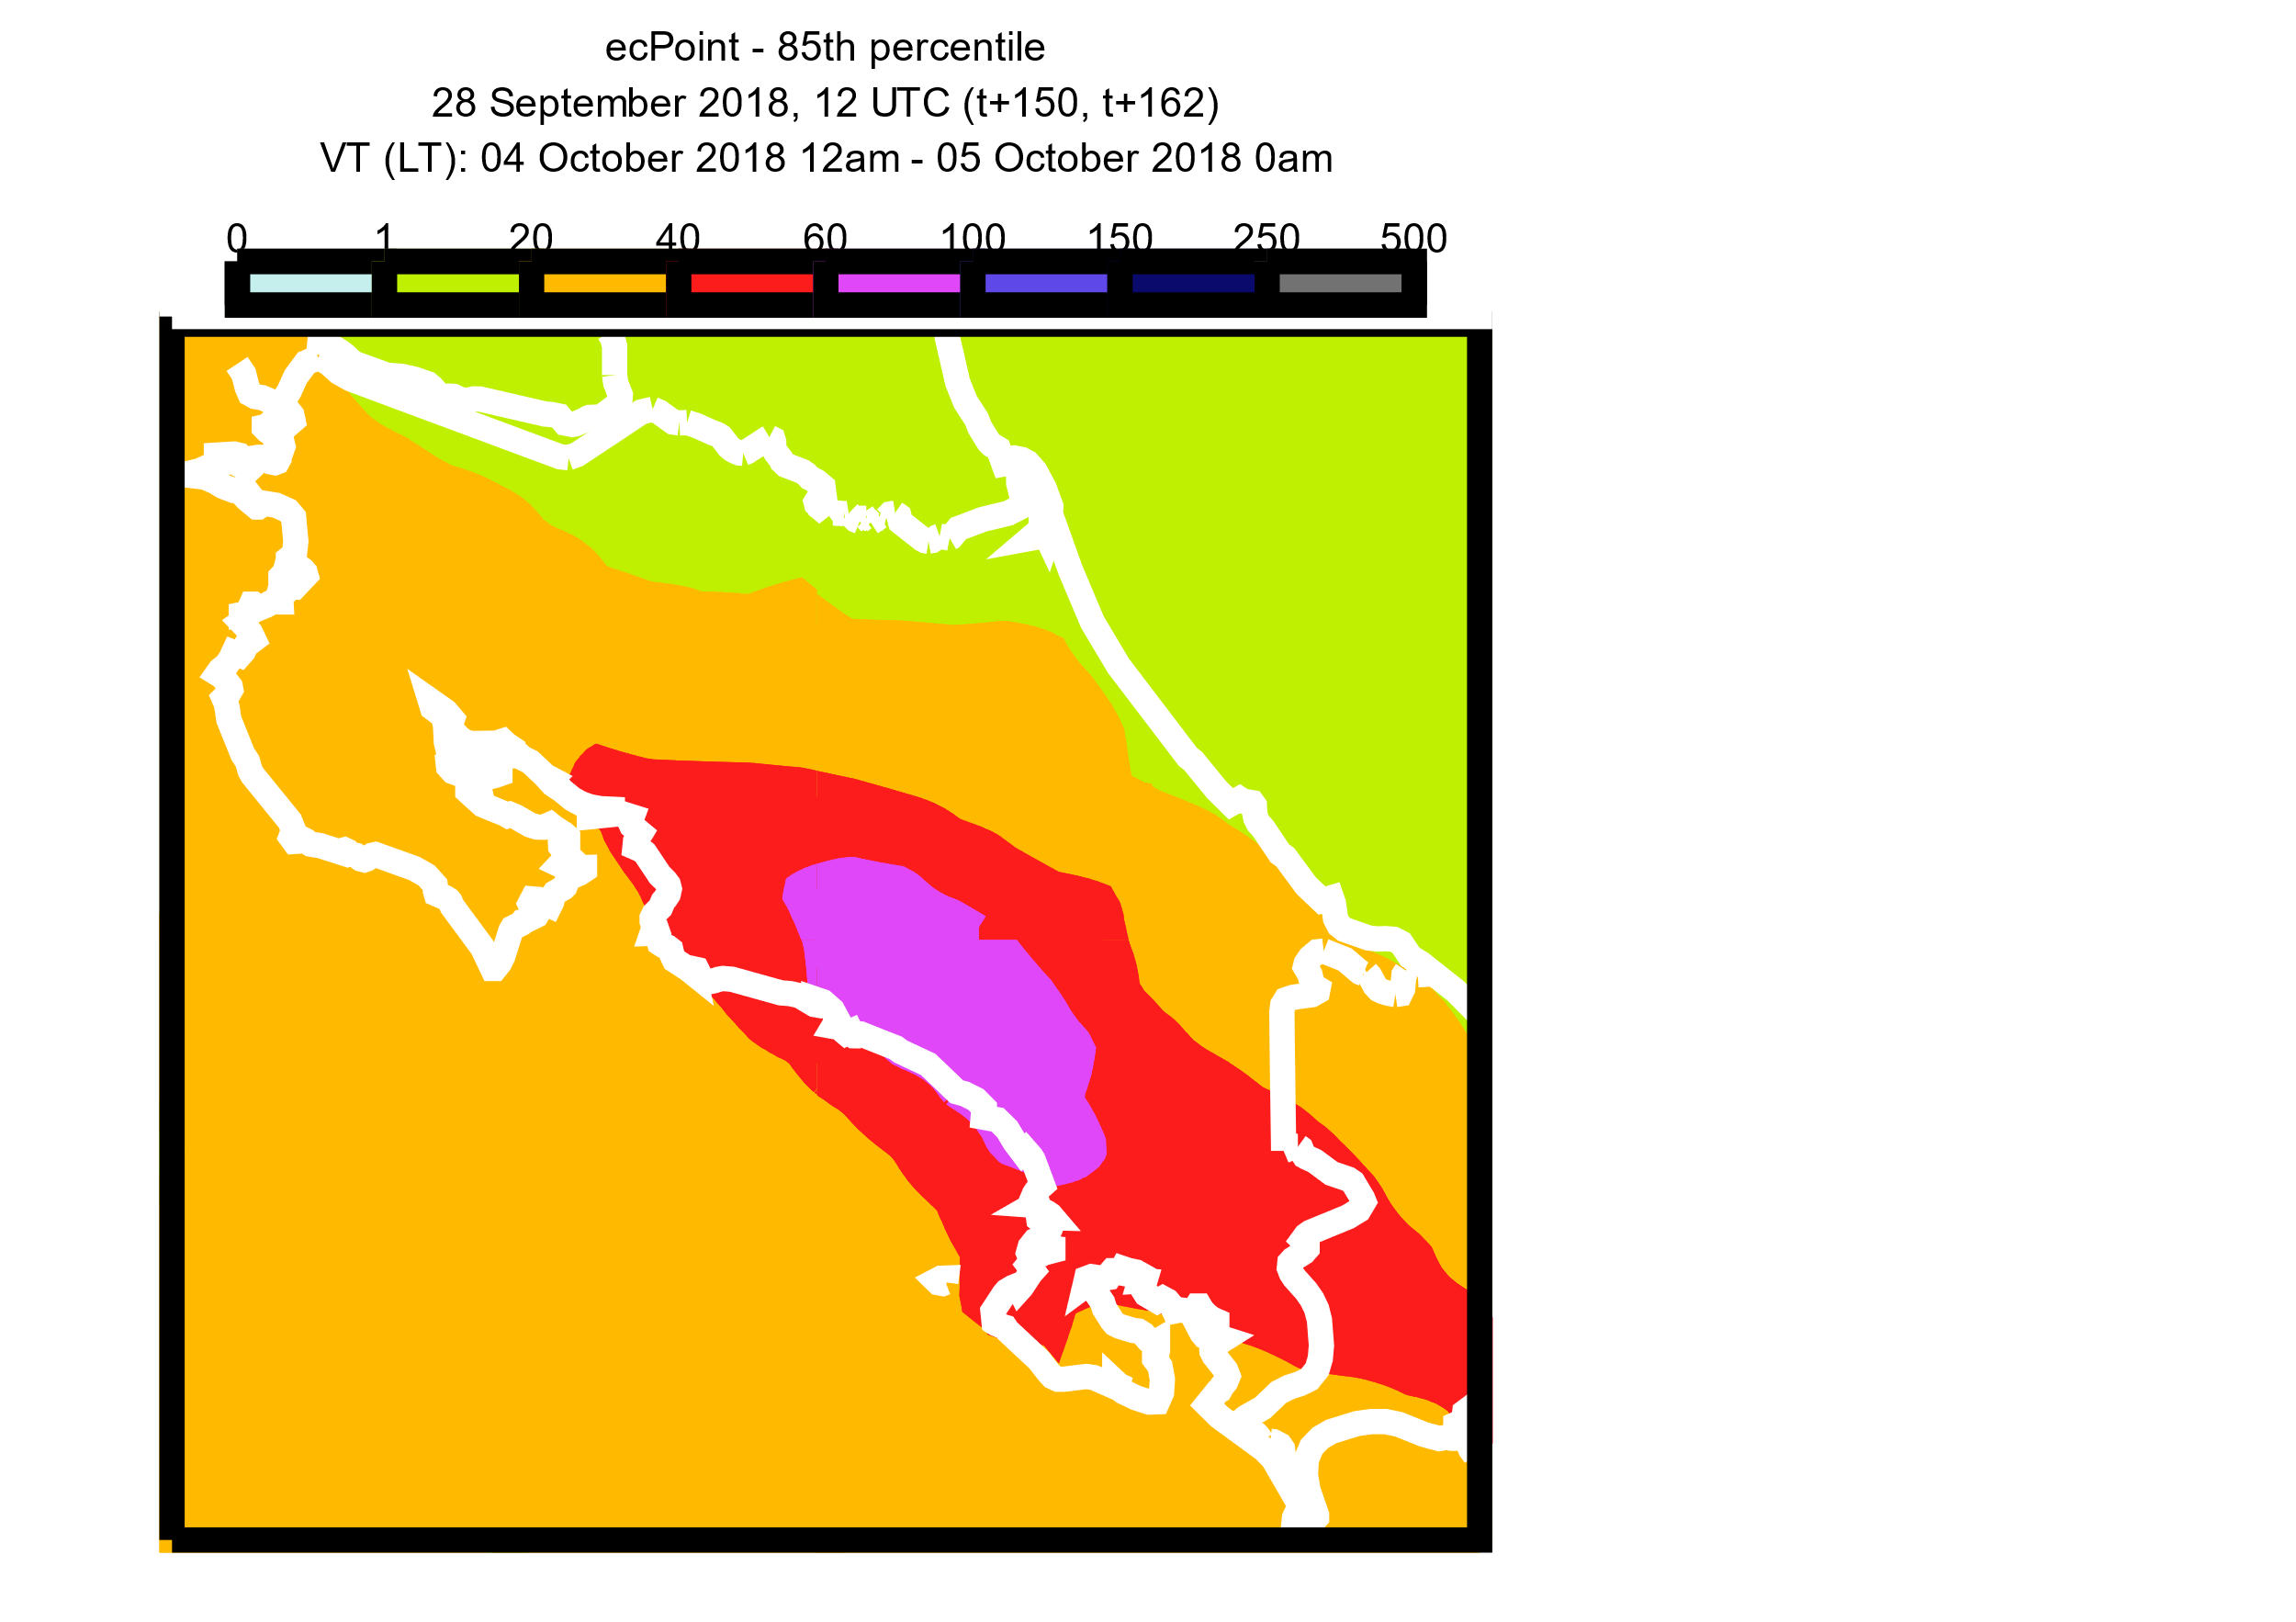 ecPoint - 85th percentile
28 September 2018, 12 UTC (t+150, t+162)
VT (LT): 04 October 2018 12am - 05 October 2018 0am
0 1 20 40 60 100 150 250 500